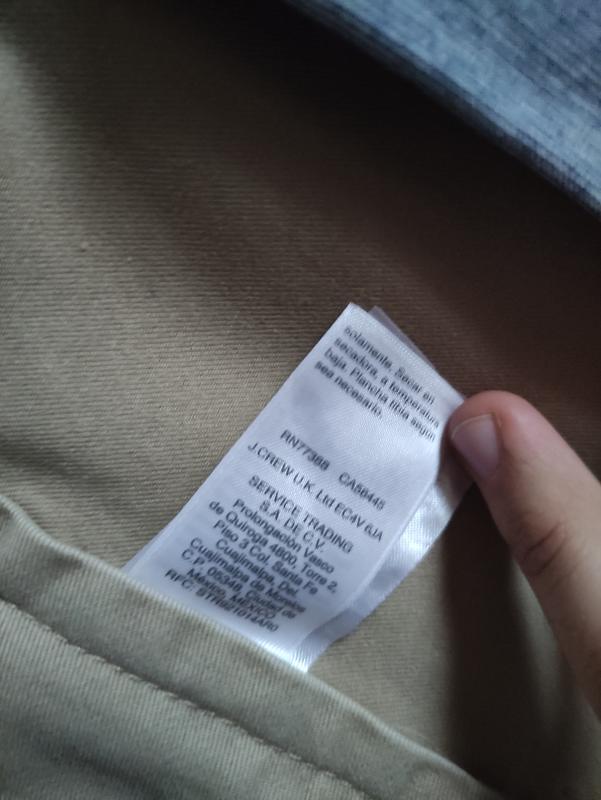 solamente. Secar en
secadora, a temperatura
baja. Plancha tibia según
sea necesario.
RN77388 CA56445
J.CREW U.K. Ltd EC4V 6JA
SERVICE TRADING
S.A. DE C.V.
Prolongación Vasco
de Quiroga 4800, Torre 2,
Piso 3 Col. Santa Fe
Cuajimalpa, Del.
Cuajimalpa de Morelos
C.P. 05348, Ciudad de
México, MEXICO
RFC: